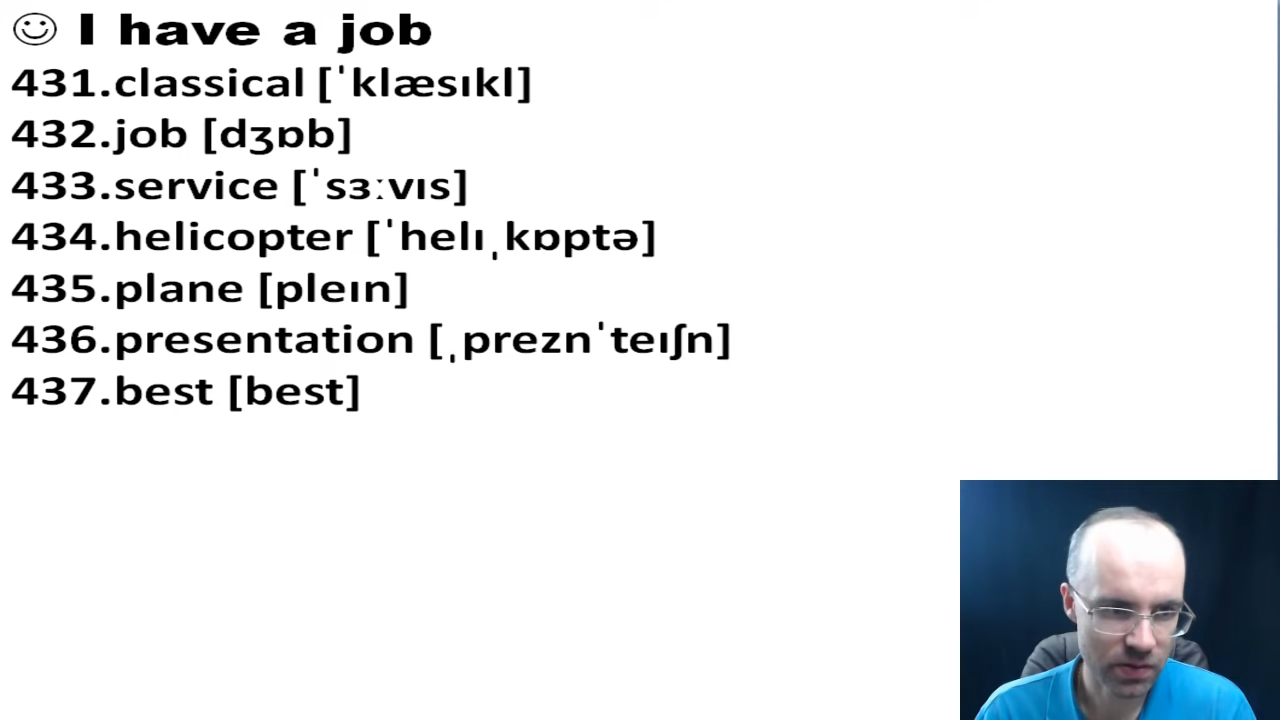 ☺ I have a job
431.classical [ˈklæsɪkl]
432.job [dʒɒb]
433.service [ˈsɜːvɪs]
434.helicopter [ˈhelɪˌkɒptə]
435.plane [pleɪn]
436.presentation [ˌpreznˈteɪʃn]
437.best [best]